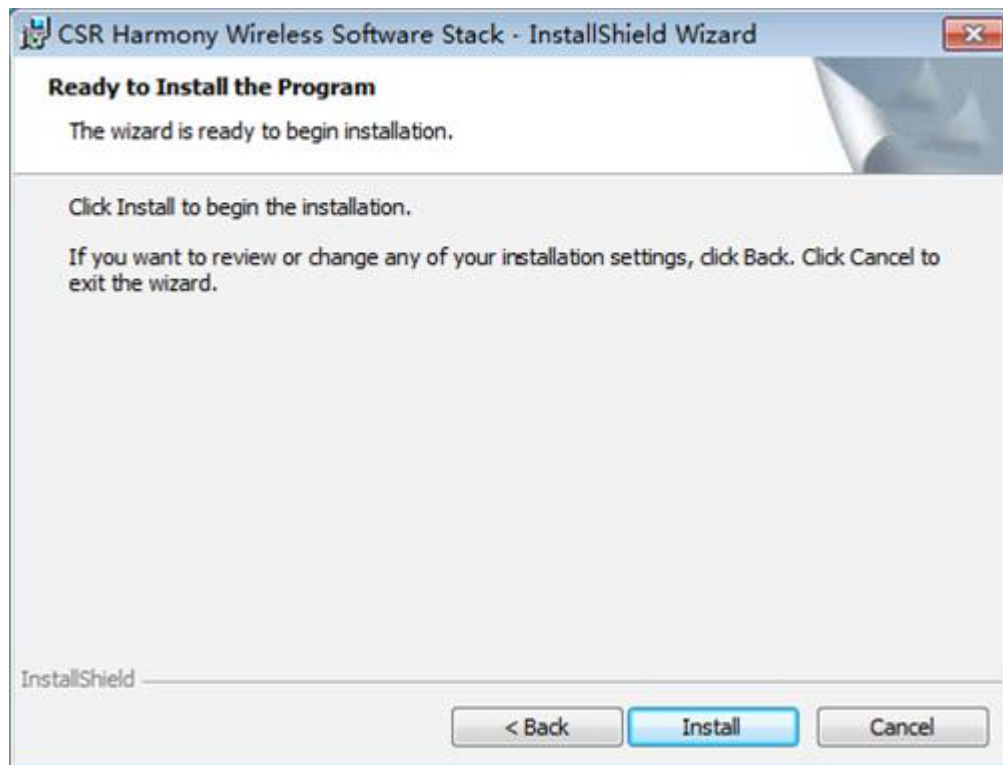 CSR Harmony Wireless Software Stack - InstallShield Wizard
Ready to Install the Program
The wizard is ready to begin installation.
Click Install to begin the installation.
If you want to review or change any of your installation settings, click Back. Click Cancel to
exit the wizard.
InstallShield
< Back Install Cancel